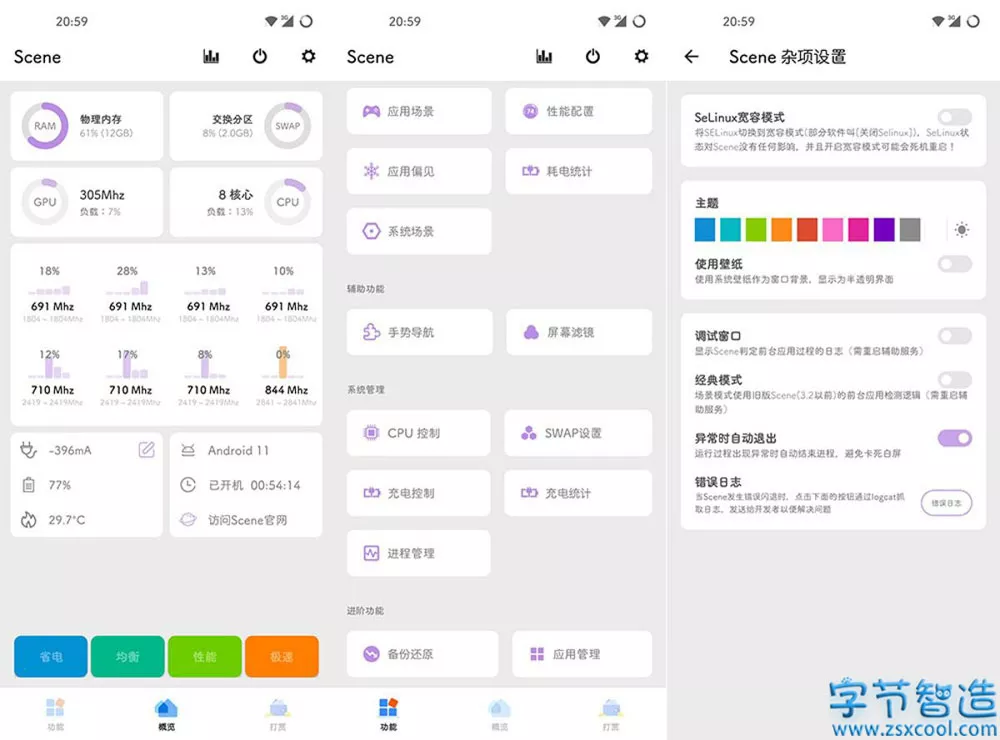 20:59
Scene
RAM
物理内存
61% (12GB)
交换分区
8% (2.0GB)
SWAP
GPU
305Mhz
负载：7%
8 核心
负载：13%
CPU
18%
28%
13%
10%
691 Mhz
691 Mhz
691 Mhz
691 Mhz
1804 ~ 1804Mhz
1804 ~ 1804Mhz
1804 ~ 1804Mhz
1804 ~ 1804Mhz
12%
17%
8%
0%
710 Mhz
710 Mhz
710 Mhz
844 Mhz
2419 ~ 2419Mhz
2419 ~ 2419Mhz
2419 ~ 2419Mhz
2841 ~ 2841Mhz
-396mA
Android 11
77%
已开机 00:54:14
29.7°C
访问Scene官网
省电
均衡
性能
极速
功能
概览
打赏
20:59
Scene
应用场景
性能配置
应用偏见
耗电统计
系统场景
辅助功能
手势导航
屏幕滤镜
系统管理
CPU 控制
SWAP设置
充电控制
充电统计
进程管理
进阶功能
备份还原
应用管理
功能
概览
打赏
20:59
Scene 杂项设置
SeLinux宽容模式
将SELinux切换到宽容模式(部分软件叫[关闭Selinux])，SeLinux状
态对Scene没有任何影响，并且开启宽容模式可能会死机重启！
主题
使用壁纸
使用系统壁纸作为窗口背景，显示为半透明界面
调试窗口
显示Scene判定前台应用过程的日志（需重启辅助服务）
经典模式
场景模式使用旧版Scene(3.2以前)的前台应用检测逻辑（需重启辅
助服务）
异常时自动退出
运行过程出现异常时自动结束进程，避免卡死白屏
错误日志
当Scene发生错误闪退时，点击下面的按钮通过logcat抓
取日志，发送给开发者以便解决问题
错误日志
字节智造
www.zsxcool.com